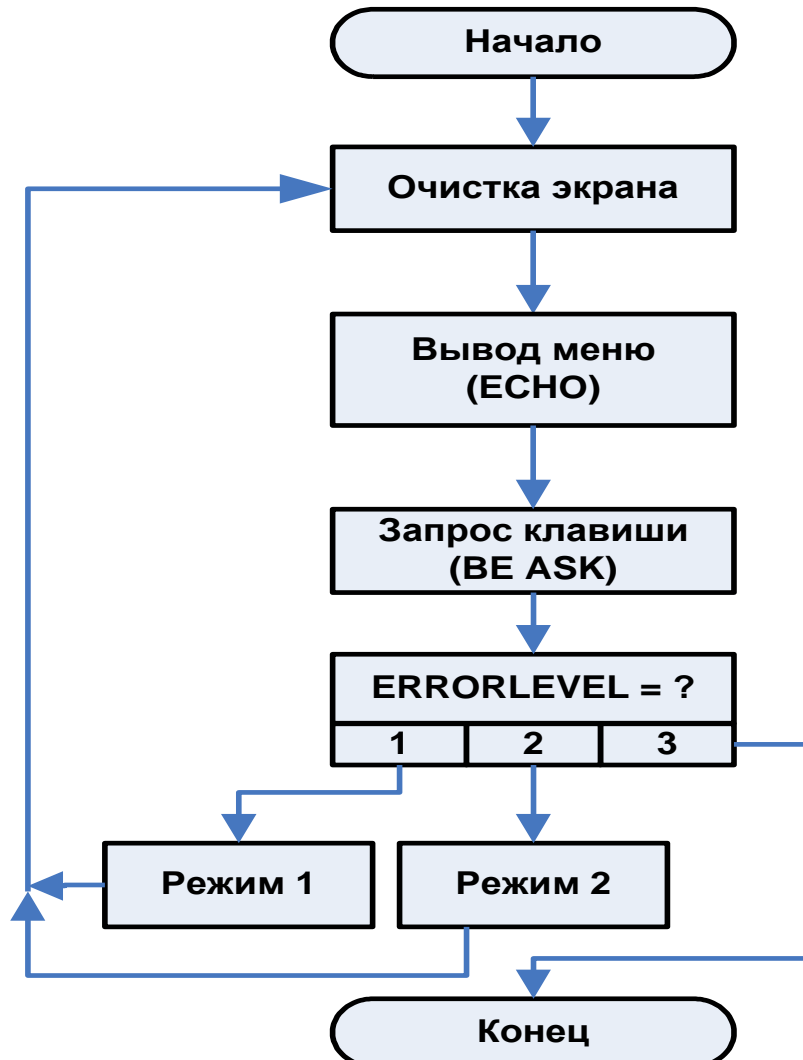 Начало
Очистка экрана
Вывод меню
(ECHO)
Запрос клавиши
(BE ASK)
ERRORLEVEL = ?
1 2 3
Режим 1 Режим 2
Конец